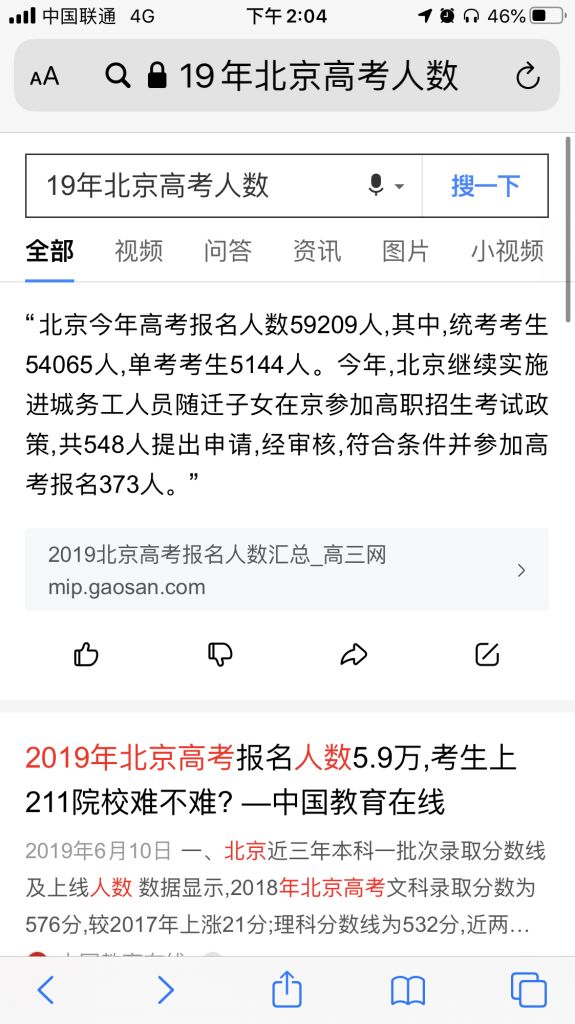 中国联通 4G 下午2:04 46%
AA 19年北京高考人数
19年北京高考人数 搜一下
全部 视频 问答 资讯 图片 小视频
“北京今年高考报名人数59209人,其中,统考考生
54065人,单考考生5144人。今年,北京继续实施
进城务工人员随迁子女在京参加高职招生考试政
策,共548人提出申请,经审核,符合条件并参加高
考报名373人。”
2019北京高考报名人数汇总_高三网
mip.gaosan.com
2019年北京高考报名人数5.9万,考生上
211院校难不难? —中国教育在线
2019年6月10日 一、北京近三年本科一批次录取分数线
及上线人数 数据显示,2018年北京高考文科录取分数为
576分,较2017年上涨21分;理科分数线为532分,近两...